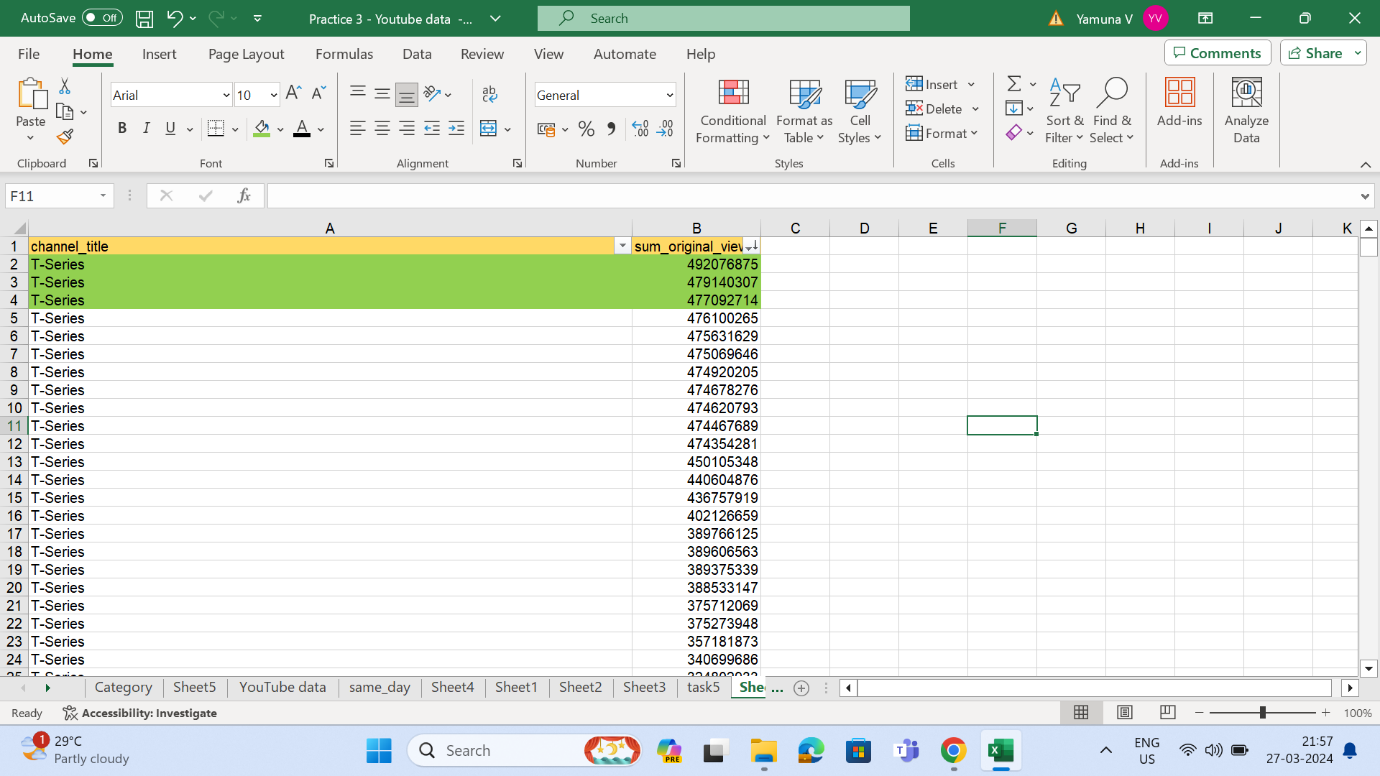 AutoSave Off Practice 3 - Youtube data -... Search Yamuna V YV
File Home Insert Page Layout Formulas Data Review View Automate Help Comments Share
Arial 10 A A ab General Insert Σ A
Paste Conditional Format as Cell Delete Z Sort & Find & Add-ins Analyze
B I U A % Formatting Table Styles Format Filter Select Data
Clipboard Font Alignment Number Styles Cells Editing Add-ins
F11 fx
A B C D E F G H I J K
1 channel_title sum_original_view
2 T-Series 492076875
3 T-Series 479140307
4 T-Series 477092714
5 T-Series 476100265
6 T-Series 475631629
7 T-Series 475069646
8 T-Series 474920205
9 T-Series 474678276
10 T-Series 474620793
11 T-Series 474467689
12 T-Series 474354281
13 T-Series 450105348
14 T-Series 440604876
15 T-Series 436757919
16 T-Series 402126659
17 T-Series 389766125
18 T-Series 389606563
19 T-Series 389375339
20 T-Series 388533147
21 T-Series 375712069
22 T-Series 375273948
23 T-Series 357181873
24 T-Series 340699686
Category Sheet5 YouTube data same_day Sheet4 Sheet1 Sheet2 Sheet3 task5 She ...
Ready Accessibility: Investigate 100%
1 29°C Partly cloudy Search PRE ENG US 21:57 27-03-2024